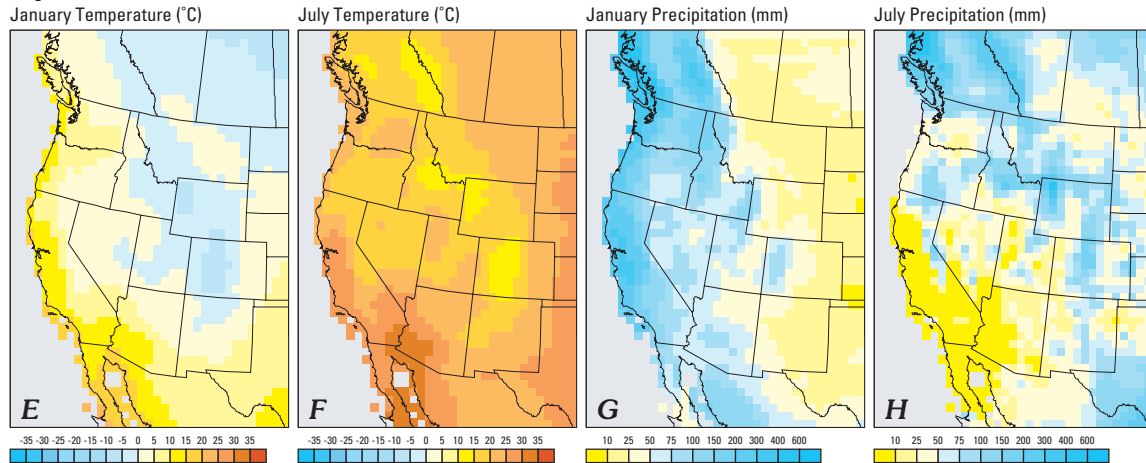 January Temperature (˚C)
July Temperature (˚C)
January Precipitation (mm)
July Precipitation (mm)
E
F
G
H
-35 -30 -25 -20 -15 -10 -5 0 5 10 15 20 25 30 35
-35 -30 -25 -20 -15 -10 -5 0 5 10 15 20 25 30 35
10 25 50 75 100 150 200 300 400 600
10 25 50 75 100 150 200 300 400 600